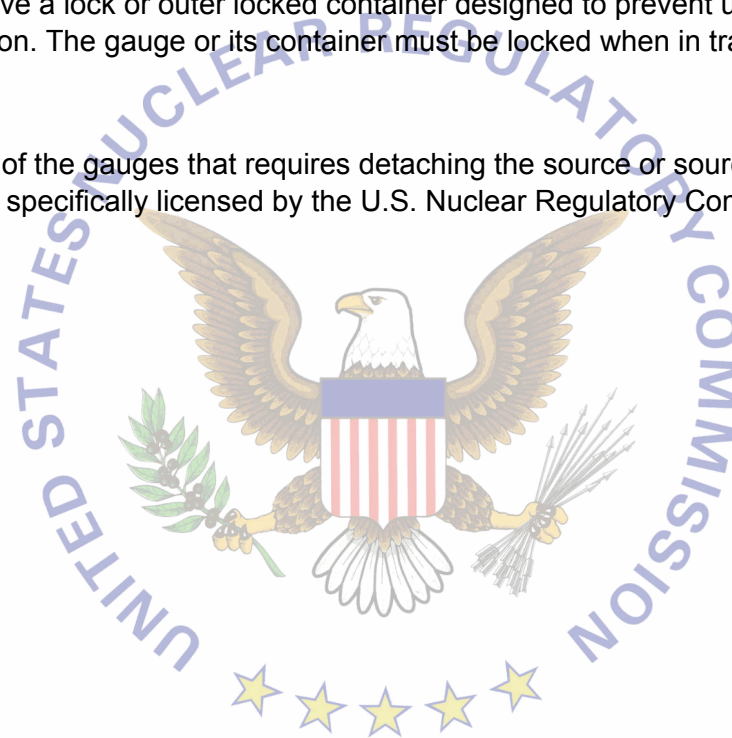 ve a lock or outer locked container designed to prevent u
on. The gauge or its container must be locked when in tra
of the gauges that requires detaching the source or sourc
specifically licensed by the U.S. Nuclear Regulatory Con
UNITED STATES NUCLEAR REGULATORY COMMISSION